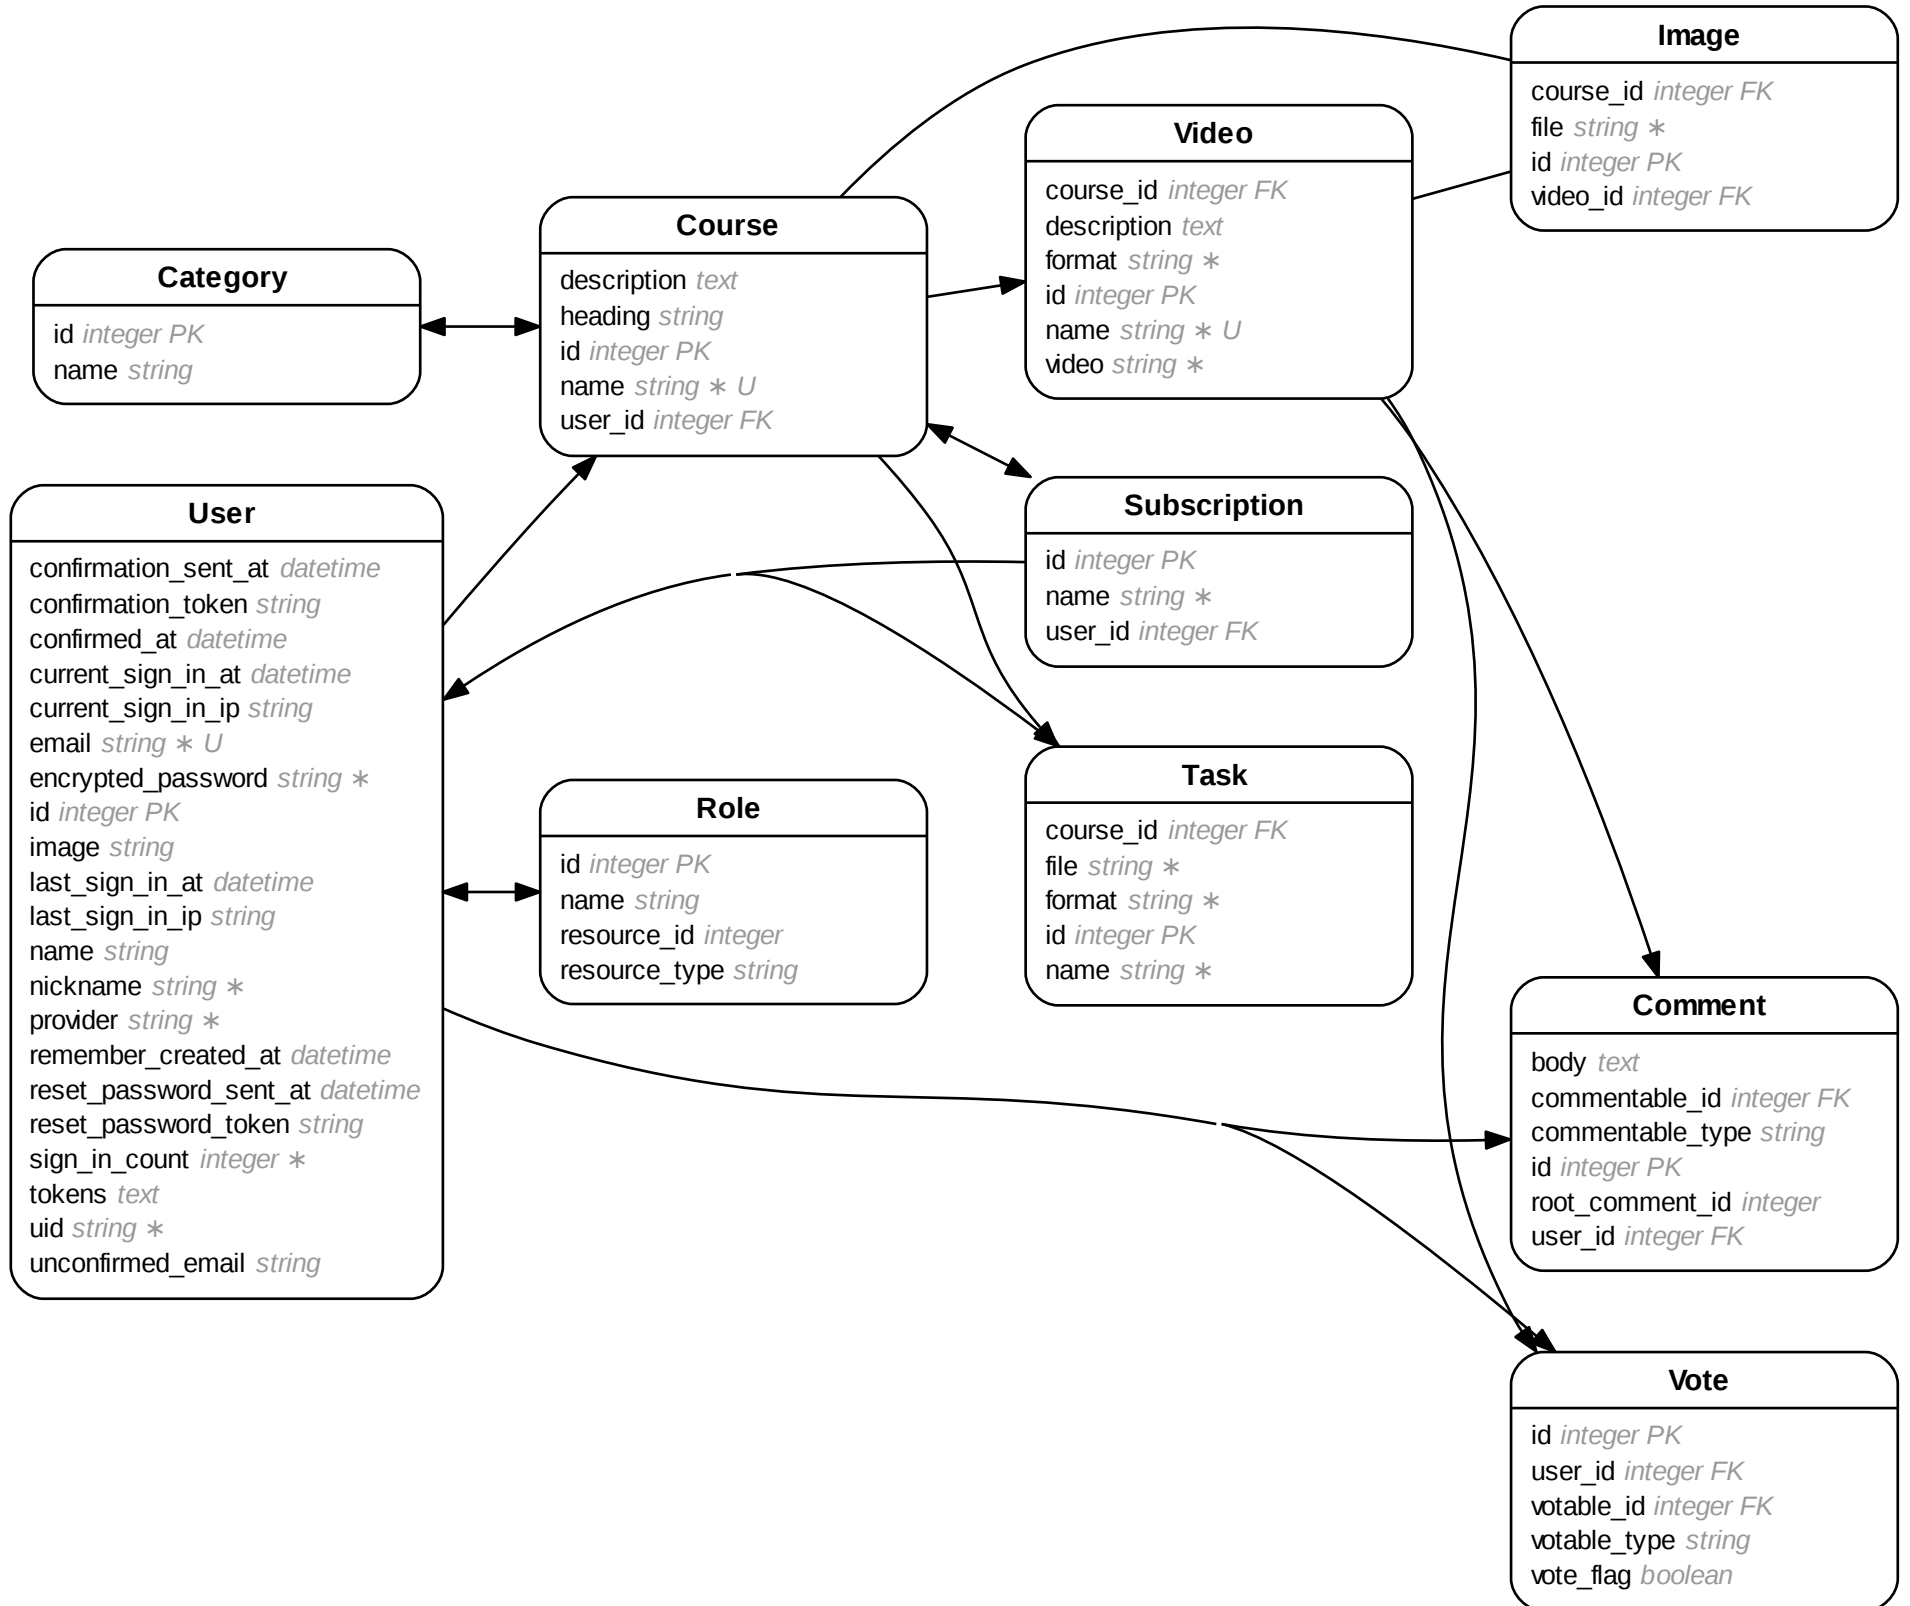 Image
course_id integer FK
file string ∗
id integer PK
video_id integer FK
Video
course_id integer FK
description text
format string ∗
id integer PK
name string ∗ U
video string ∗
Course
description text
heading string
id integer PK
name string ∗ U
user_id integer FK
Category
id integer PK
name string
User
confirmation_sent_at datetime
confirmation_token string
confirmed_at datetime
current_sign_in_at datetime
current_sign_in_ip string
email string ∗ U
encrypted_password string ∗
id integer PK
image string
last_sign_in_at datetime
last_sign_in_ip string
name string
nickname string ∗
provider string ∗
remember_created_at datetime
reset_password_sent_at datetime
reset_password_token string
sign_in_count integer ∗
tokens text
uid string ∗
unconfirmed_email string
Subscription
id integer PK
name string ∗
user_id integer FK
Role
id integer PK
name string
resource_id integer
resource_type string
Task
course_id integer FK
file string ∗
format string ∗
id integer PK
name string ∗
Comment
body text
commentable_id integer FK
commentable_type string
id integer PK
root_comment_id integer
user_id integer FK
Vote
id integer PK
user_id integer FK
votable_id integer FK
votable_type string
vote_flag boolean